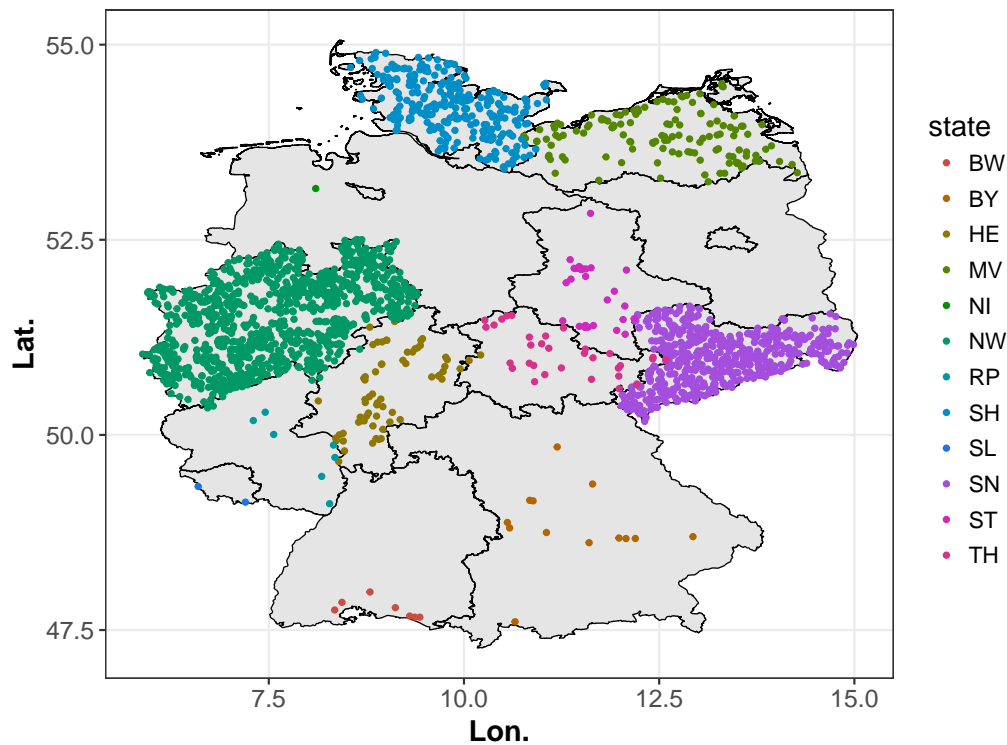 55.0
52.5
50.0
47.5
Lat.
7.5 10.0 12.5 15.0
Lon.
state
BW
BY
HE
MV
NI
NW
RP
SH
SL
SN
ST
TH